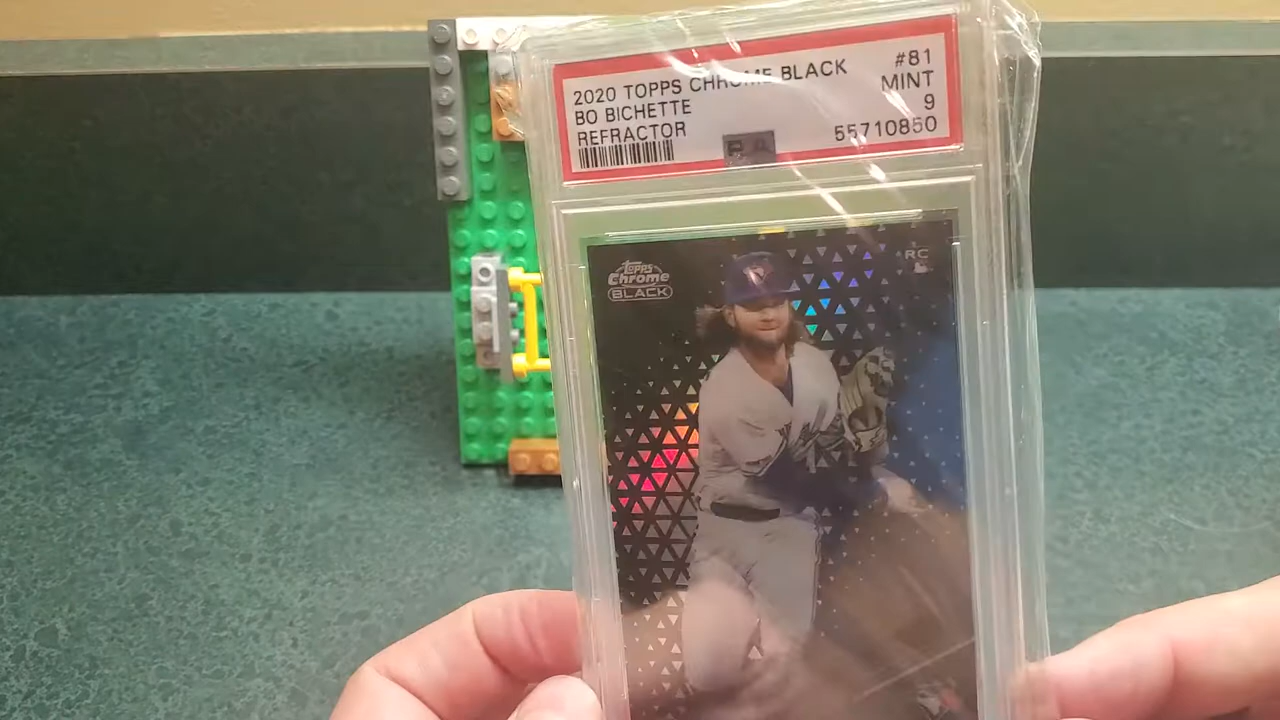 2020 TOPPS CHROME BLACK #81
BO BICHETTE MINT
REFRACTOR 9
55710850
Topps
Chrome
BLACK
RC